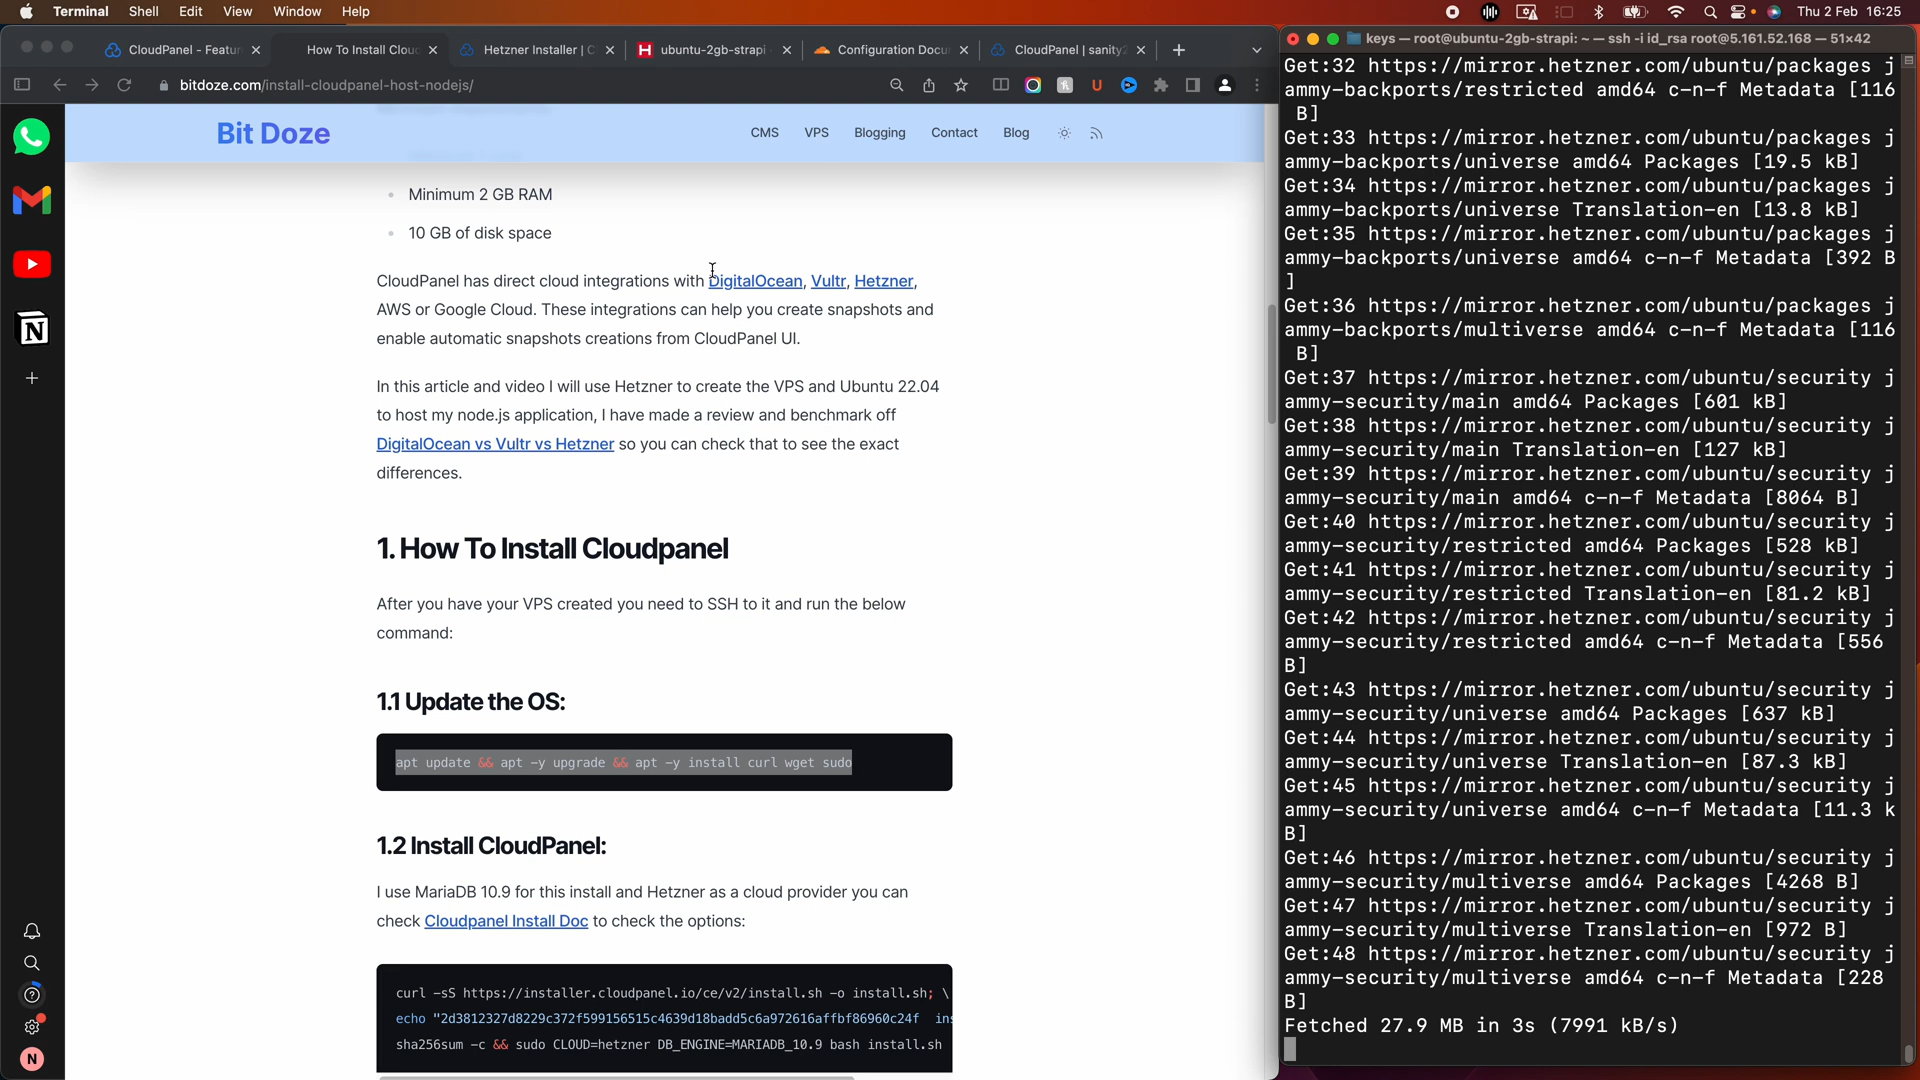 Terminal Shell Edit View Window Help
Thu 2 Feb 16:25
CloudPanel - Featur
How To Install Clou
Hetzner Installer | C
ubuntu-2gb-strapi
Configuration Docu
CloudPanel | sanity
keys — root@ubuntu-2gb-strapi: ~ — ssh -i id_rsa root@5.161.52.168 — 51×42
bitdoze.com/install-cloudpanel-host-nodejs/
Bit Doze
CMS VPS Blogging Contact Blog
Minimum 2 GB RAM
10 GB of disk space
CloudPanel has direct cloud integrations with DigitalOcean, Vultr, Hetzner,
AWS or Google Cloud. These integrations can help you create snapshots and
enable automatic snapshots creations from CloudPanel UI.
In this article and video I will use Hetzner to create the VPS and Ubuntu 22.04
to host my node.js application, I have made a review and benchmark off
DigitalOcean vs Vultr vs Hetzner so you can check that to see the exact
differences.
1. How To Install Cloudpanel
After you have your VPS created you need to SSH to it and run the below
command:
1.1 Update the OS:
apt update && apt -y upgrade && apt -y install curl wget sudo
1.2 Install CloudPanel:
I use MariaDB 10.9 for this install and Hetzner as a cloud provider you can
check Cloudpanel Install Doc to check the options:
curl -sS https://installer.cloudpanel.io/ce/v2/install.sh -o install.sh; \
echo "2d3812327d8229c372f599156515c4639d18badd5c6a972616affbf86960c24f ins
sha256sum -c && sudo CLOUD=hetzner DB_ENGINE=MARIADB_10.9 bash install.sh
N
Get:32 https://mirror.hetzner.com/ubuntu/packages j
ammy-backports/restricted amd64 c-n-f Metadata [116
B]
Get:33 https://mirror.hetzner.com/ubuntu/packages j
ammy-backports/universe amd64 Packages [19.5 kB]
Get:34 https://mirror.hetzner.com/ubuntu/packages j
ammy-backports/universe Translation-en [13.8 kB]
Get:35 https://mirror.hetzner.com/ubuntu/packages j
ammy-backports/universe amd64 c-n-f Metadata [392 B
]
Get:36 https://mirror.hetzner.com/ubuntu/packages j
ammy-backports/multiverse amd64 c-n-f Metadata [116
B]
Get:37 https://mirror.hetzner.com/ubuntu/security j
ammy-security/main amd64 Packages [601 kB]
Get:38 https://mirror.hetzner.com/ubuntu/security j
ammy-security/main Translation-en [127 kB]
Get:39 https://mirror.hetzner.com/ubuntu/security j
ammy-security/main amd64 c-n-f Metadata [8064 B]
Get:40 https://mirror.hetzner.com/ubuntu/security j
ammy-security/restricted amd64 Packages [528 kB]
Get:41 https://mirror.hetzner.com/ubuntu/security j
ammy-security/restricted Translation-en [81.2 kB]
Get:42 https://mirror.hetzner.com/ubuntu/security j
ammy-security/restricted amd64 c-n-f Metadata [556
B]
Get:43 https://mirror.hetzner.com/ubuntu/security j
ammy-security/universe amd64 Packages [637 kB]
Get:44 https://mirror.hetzner.com/ubuntu/security j
ammy-security/universe Translation-en [87.3 kB]
Get:45 https://mirror.hetzner.com/ubuntu/security j
ammy-security/universe amd64 c-n-f Metadata [11.3 k
B]
Get:46 https://mirror.hetzner.com/ubuntu/security j
ammy-security/multiverse amd64 Packages [4268 B]
Get:47 https://mirror.hetzner.com/ubuntu/security j
ammy-security/multiverse Translation-en [972 B]
Get:48 https://mirror.hetzner.com/ubuntu/security j
ammy-security/multiverse amd64 c-n-f Metadata [228
B]
Fetched 27.9 MB in 3s (7991 kB/s)